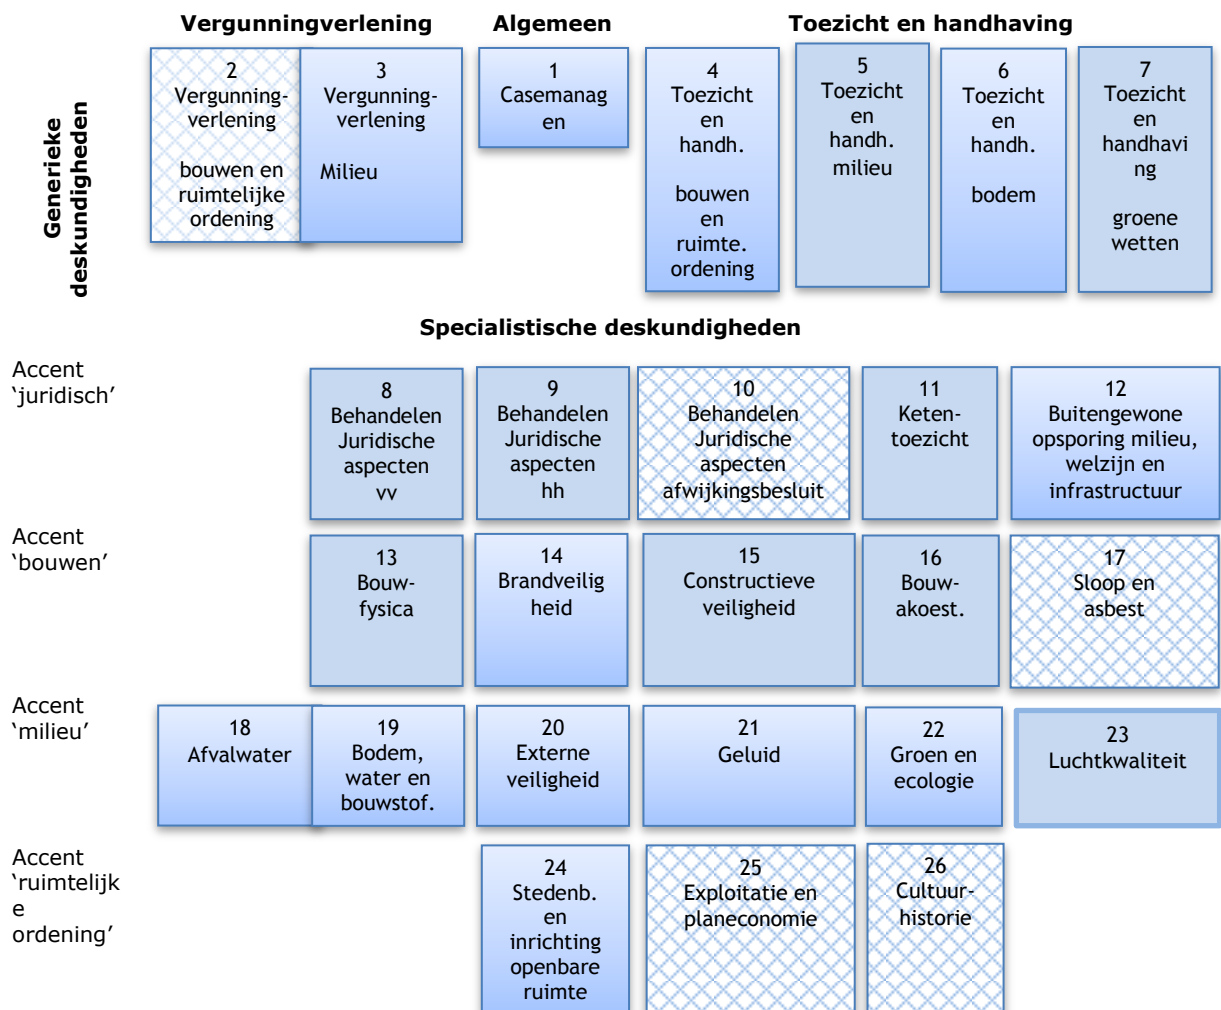 Vergunningverlening
Algemeen
Toezicht en handhaving
Generieke
deskundigheden
2
Vergunning-
verlening
bouwen en
ruimtelijke
ordening
3
Vergunning-
verlening
Milieu
1
Casemanag
en
4
Toezicht
en
handh.
bouwen
en
ruimte.
ordening
5
Toezicht
en
handh.
milieu
6
Toezicht
en
handh.
bodem
7
Toezicht
en
handhavi
ng
groene
wetten
Specialistische deskundigheden
Accent
‘juridisch’
8
Behandelen
Juridische
aspecten
vv
9
Behandelen
Juridische
aspecten
hh
10
Behandelen
Juridische
aspecten
afwijkingsbesluit
11
Keten-
toezicht
12
Buitengewone
opsporing milieu,
welzijn en
infrastructuur
Accent
‘bouwen’
13
Bouw-
fysica
14
Brandveilig
heid
15
Constructieve
veiligheid
16
Bouw-
akoest.
17
Sloop en
asbest
Accent
‘milieu’
18
Afvalwater
19
Bodem,
water en
bouwstof.
20
Externe
veiligheid
21
Geluid
22
Groen en
ecologie
23
Luchtkwaliteit
Accent
‘ruimtelijk
e
ordening’
24
Stedenb.
en
inrichting
openbare
ruimte
25
Exploitatie en
planeconomie
26
Cultuur-
historie